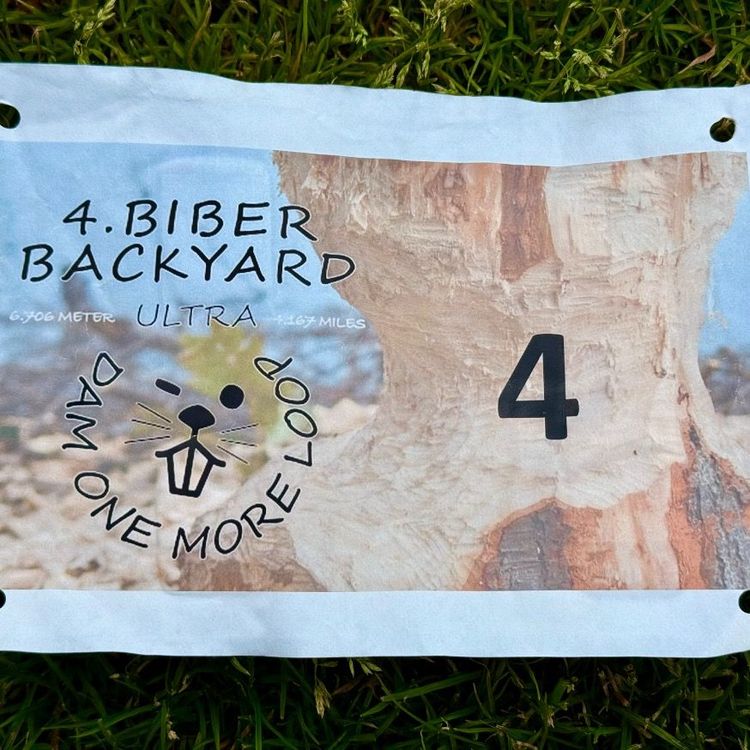 4.BIBER
BACKYARD
6.706 METER ULTRA 4.167 MILES
DAM ONE MORE LOOP
4